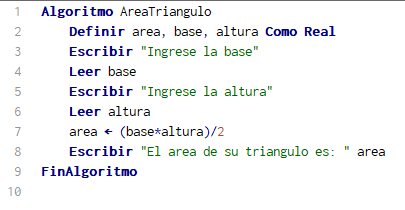 1 Algoritmo AreaTriangulo
2 Definir area, base, altura Como Real
3 Escribir "Ingrese la base"
4 Leer base
5 Escribir "Ingrese la altura"
6 Leer altura
7 area ← (base*altura)/2
8 Escribir "El area de su triangulo es: " area
9 FinAlgoritmo
10